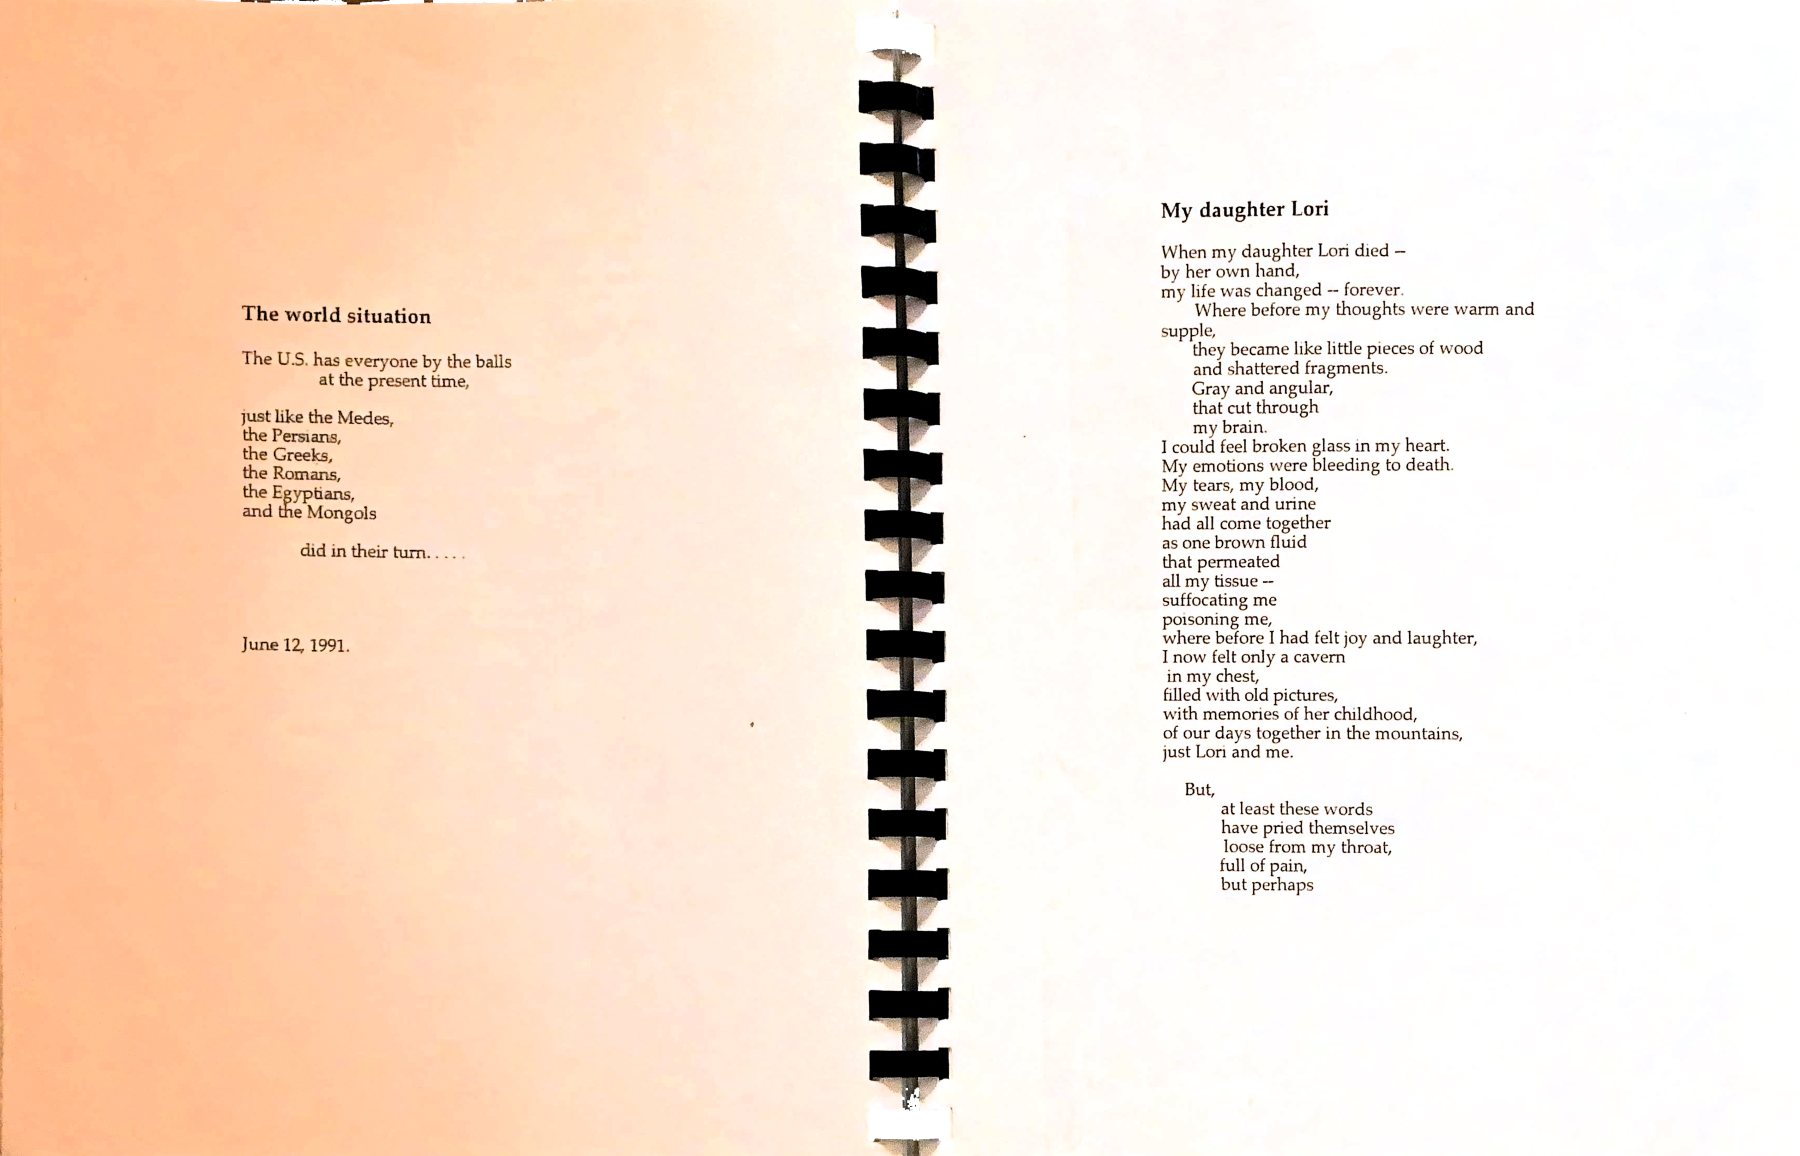 The world situation
The U.S. has everyone by the balls
at the present time,
just like the Medes,
the Persians,
the Greeks,
the Romans,
the Egyptians,
and the Mongols
did in their turn. . . . .
June 12, 1991.
My daughter Lori
When my daughter Lori died --
by her own hand,
my life was changed -- forever.
Where before my thoughts were warm and
supple,
they became like little pieces of wood
and shattered fragments.
Gray and angular,
that cut through
my brain.
I could feel broken glass in my heart.
My emotions were bleeding to death.
My tears, my blood,
my sweat and urine
had all come together
as one brown fluid
that permeated
all my tissue --
suffocating me
poisoning me,
where before I had felt joy and laughter,
I now felt only a cavern
in my chest,
filled with old pictures,
with memories of her childhood,
of our days together in the mountains,
just Lori and me.
But,
at least these words
have pried themselves
loose from my throat,
full of pain,
but perhaps